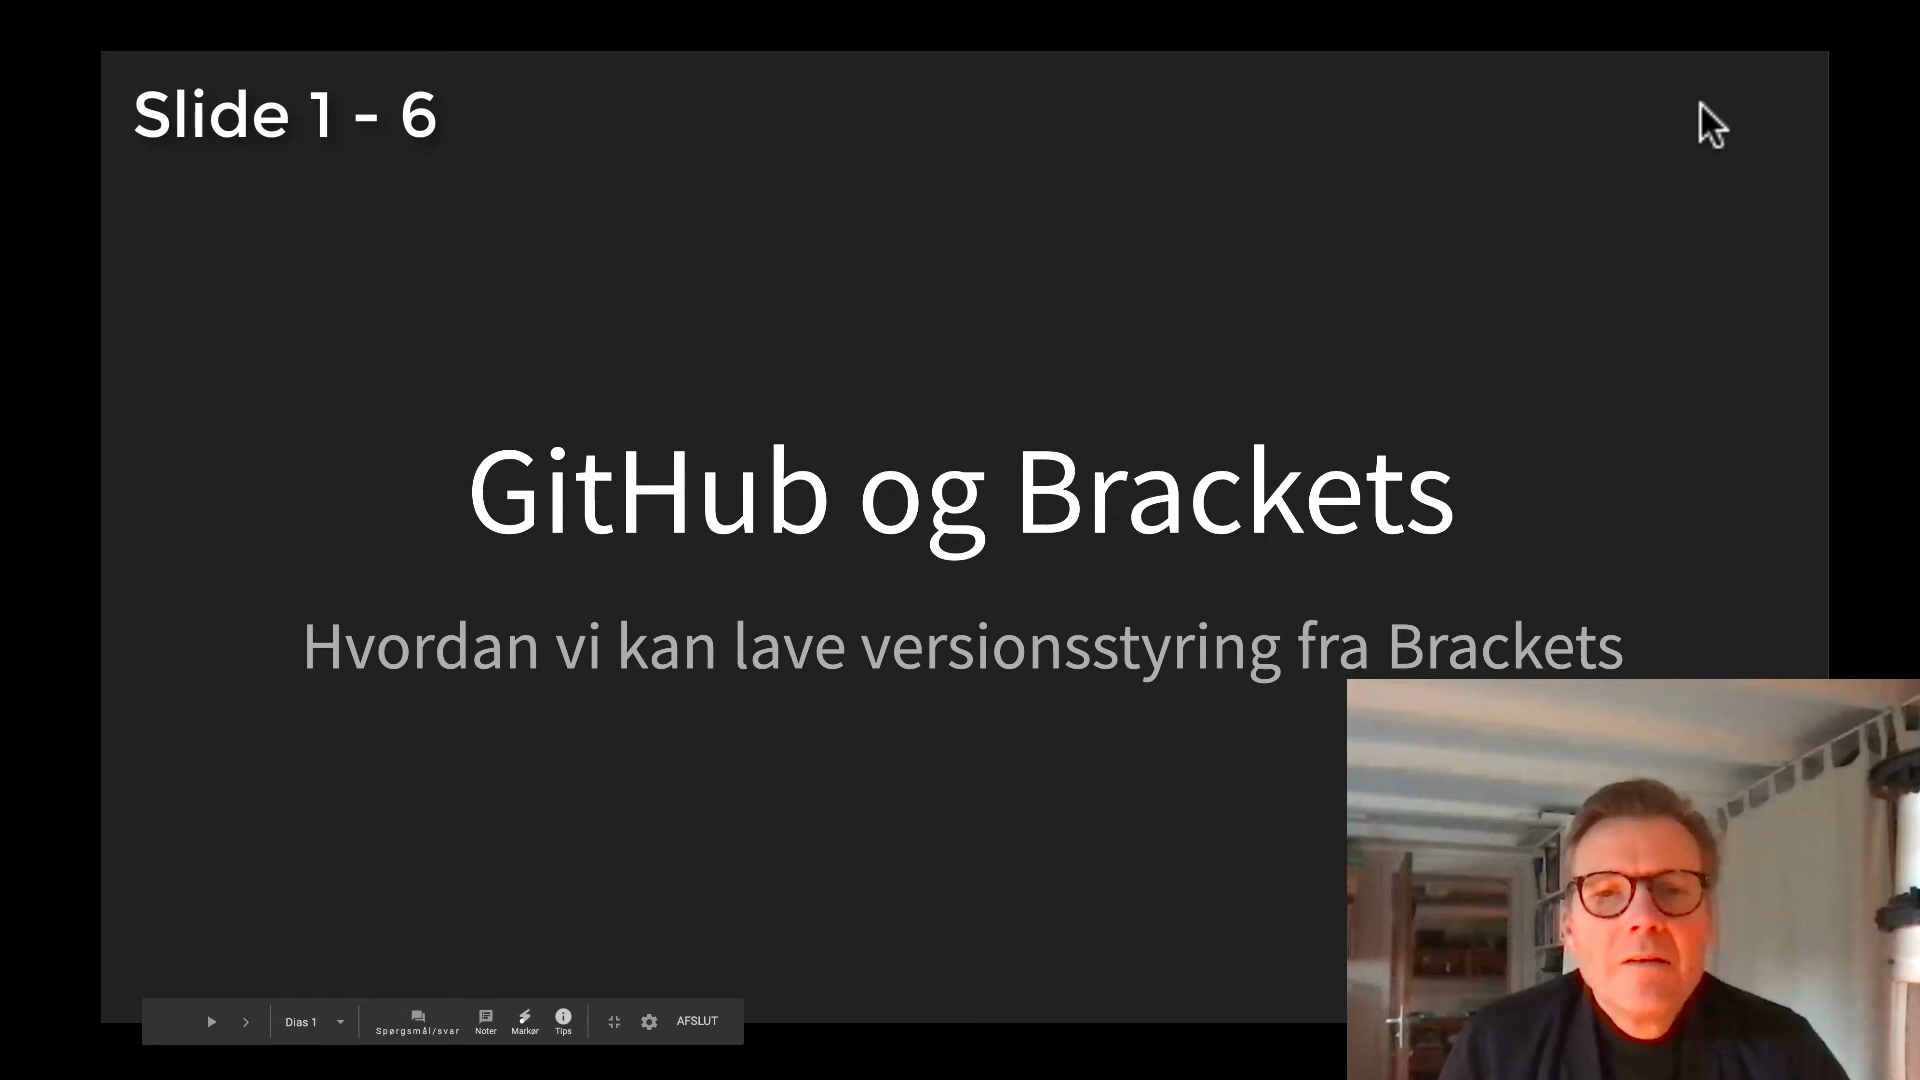 Slide 1 - 6
GitHub og Brackets
Hvordan vi kan lave versionsstyring fra Brackets
Dias 1
Spørgsmål/svar
Noter
Markør
Tips
AFSLUT